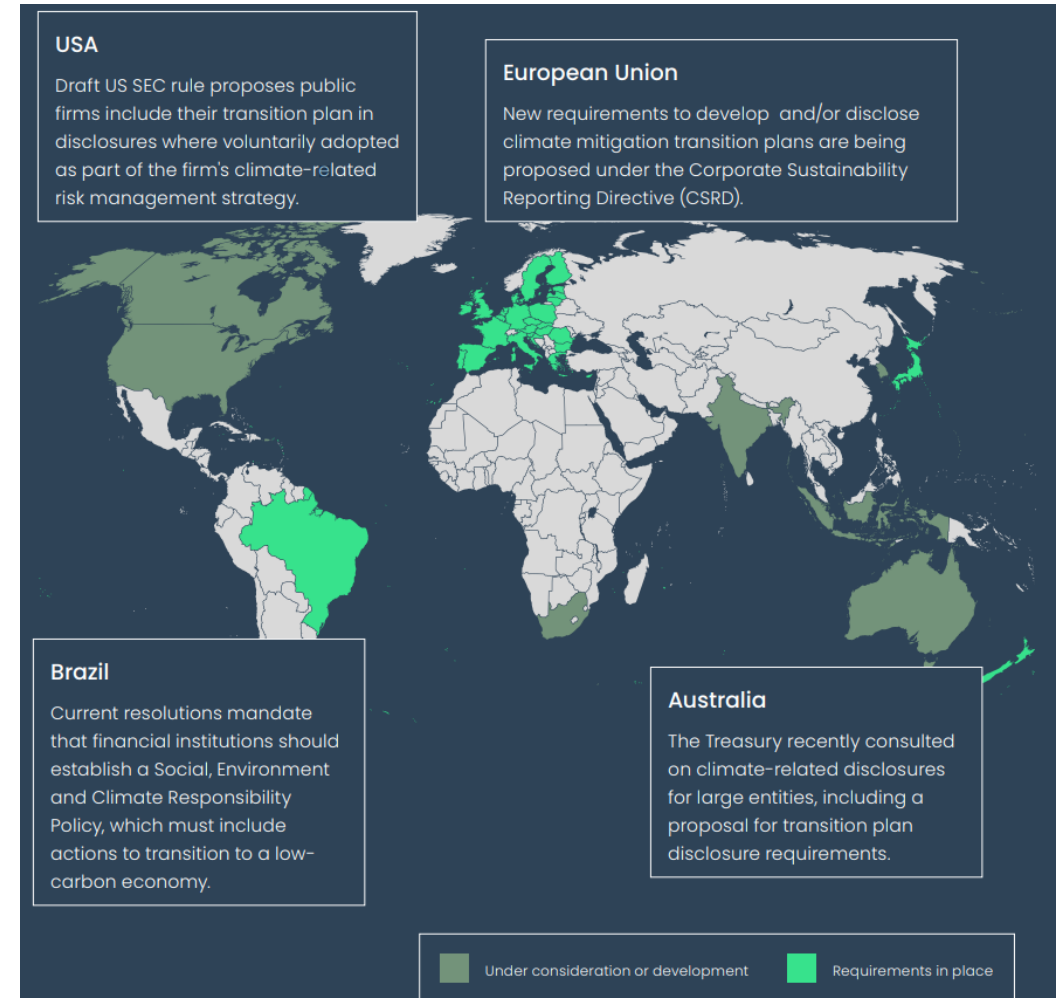 USA
Draft US SEC rule proposes public
firms include their transition plan in
disclosures where voluntarily adopted
as part of the firm's climate-related
risk management strategy.
European Union
New requirements to develop  and/or disclose
climate mitigation transition plans are being
proposed under the Corporate Sustainability
Reporting Directive (CSRD).
Brazil
Current resolutions mandate
that financial institutions should
establish a Social, Environment
and Climate Responsibility
Policy, which must include
actions to transition to a low-
carbon economy.
Australia
The Treasury recently consulted
on climate-related disclosures
for large entities, including a
proposal for transition plan
disclosure requirements.
Under consideration or development
Requirements in place